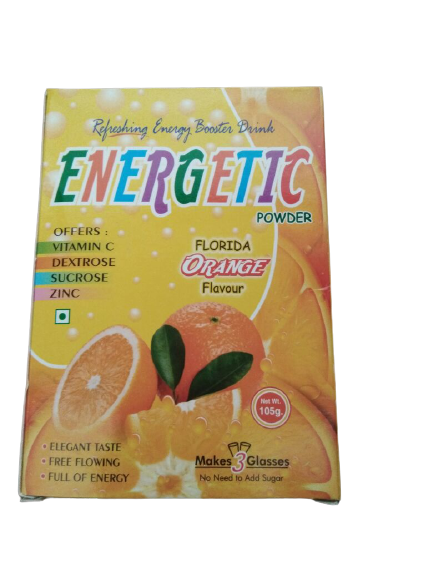 Refreshing Energy Booster Drink
ENERGETIC
POWDER
OFFERS :
VITAMIN C
DEXTROSE
SUCROSE
ZINC
FLORIDA
ORANGE
Flavour
Net Wt.
105g.
• ELEGANT TASTE
• FREE FLOWING
• FULL OF ENERGY
Makes 3 Glasses
No Need to Add Sugar